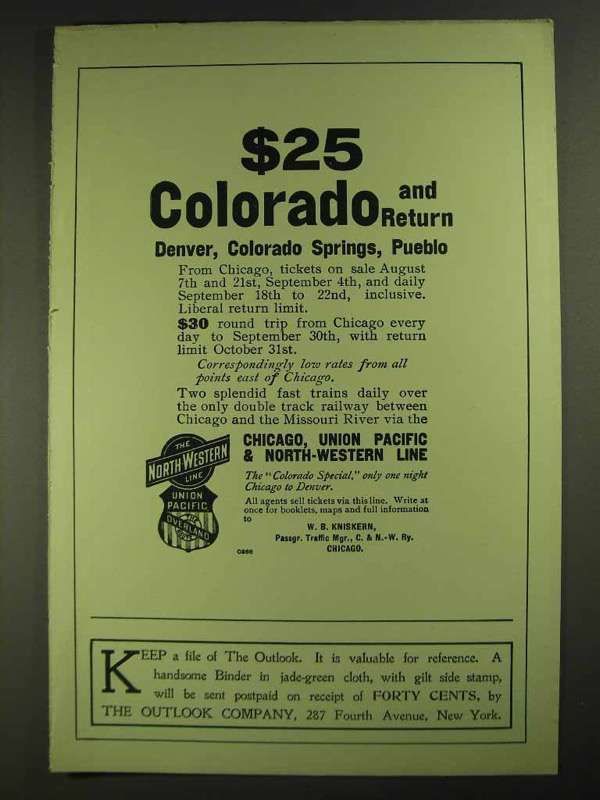 $25
Colorado and Return
Denver, Colorado Springs, Pueblo
From Chicago, tickets on sale August
7th and 21st, September 4th, and daily
September 18th to 22nd, inclusive.
Liberal return limit.
$30 round trip from Chicago every
day to September 30th, with return
limit October 31st.
Correspondingly low rates from all
points east of Chicago.
Two splendid fast trains daily over
the only double track railway between
Chicago and the Missouri River via the
CHICAGO, UNION PACIFIC
& NORTH-WESTERN LINE
The "Colorado Special," only one night
Chicago to Denver.
All agents sell tickets via this line. Write at
once for booklets, maps and full information
to
W. B. KNISKERN,
Passgr. Traffic Mgr., C. & N.-W. Ry.
CHICAGO.
THE
NORTH-WESTERN
LINE
UNION
PACIFIC
THE
OVERLAND
ROUTE
KEEP a file of The Outlook. It is valuable for reference. A
handsome Binder in jade-green cloth, with gilt side stamp,
will be sent postpaid on receipt of FORTY CENTS, by
THE OUTLOOK COMPANY, 287 Fourth Avenue, New York.